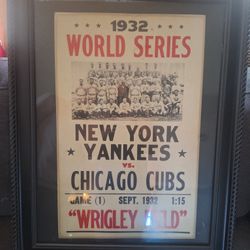 1932
WORLD SERIES
NEW YORK
YANKEES
VS.
CHICAGO CUBS
GAME (1) SEPT. 1932 1:15
"WRIGLEY FIELD"